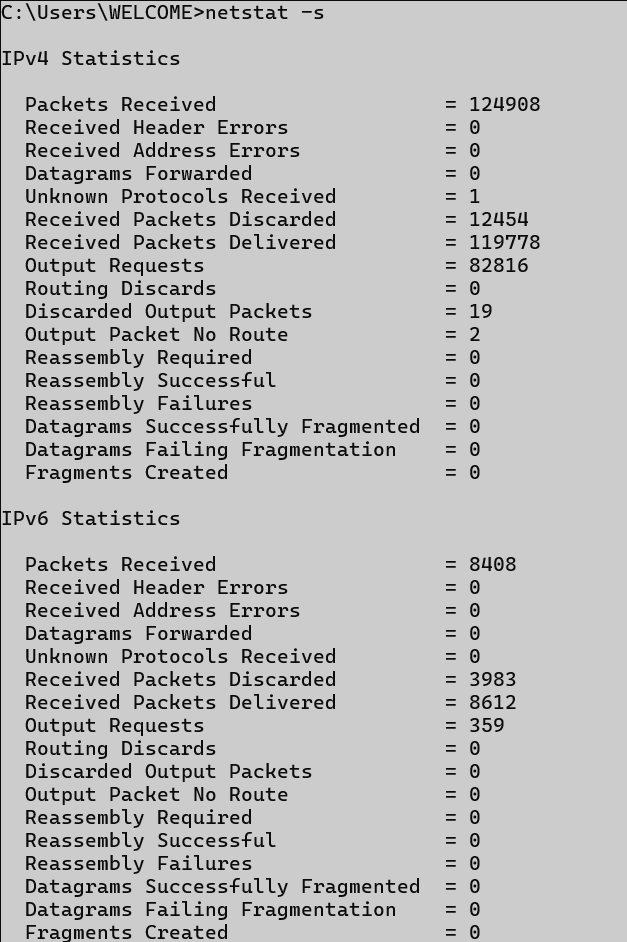 C:\Users\WELCOME>netstat -s
IPv4 Statistics
Packets Received = 124908
Received Header Errors = 0
Received Address Errors = 0
Datagrams Forwarded = 0
Unknown Protocols Received = 1
Received Packets Discarded = 12454
Received Packets Delivered = 119778
Output Requests = 82816
Routing Discards = 0
Discarded Output Packets = 19
Output Packet No Route = 2
Reassembly Required = 0
Reassembly Successful = 0
Reassembly Failures = 0
Datagrams Successfully Fragmented = 0
Datagrams Failing Fragmentation = 0
Fragments Created = 0
IPv6 Statistics
Packets Received = 8408
Received Header Errors = 0
Received Address Errors = 0
Datagrams Forwarded = 0
Unknown Protocols Received = 0
Received Packets Discarded = 3983
Received Packets Delivered = 8612
Output Requests = 359
Routing Discards = 0
Discarded Output Packets = 0
Output Packet No Route = 0
Reassembly Required = 0
Reassembly Successful = 0
Reassembly Failures = 0
Datagrams Successfully Fragmented = 0
Datagrams Failing Fragmentation = 0
Fragments Created = 0